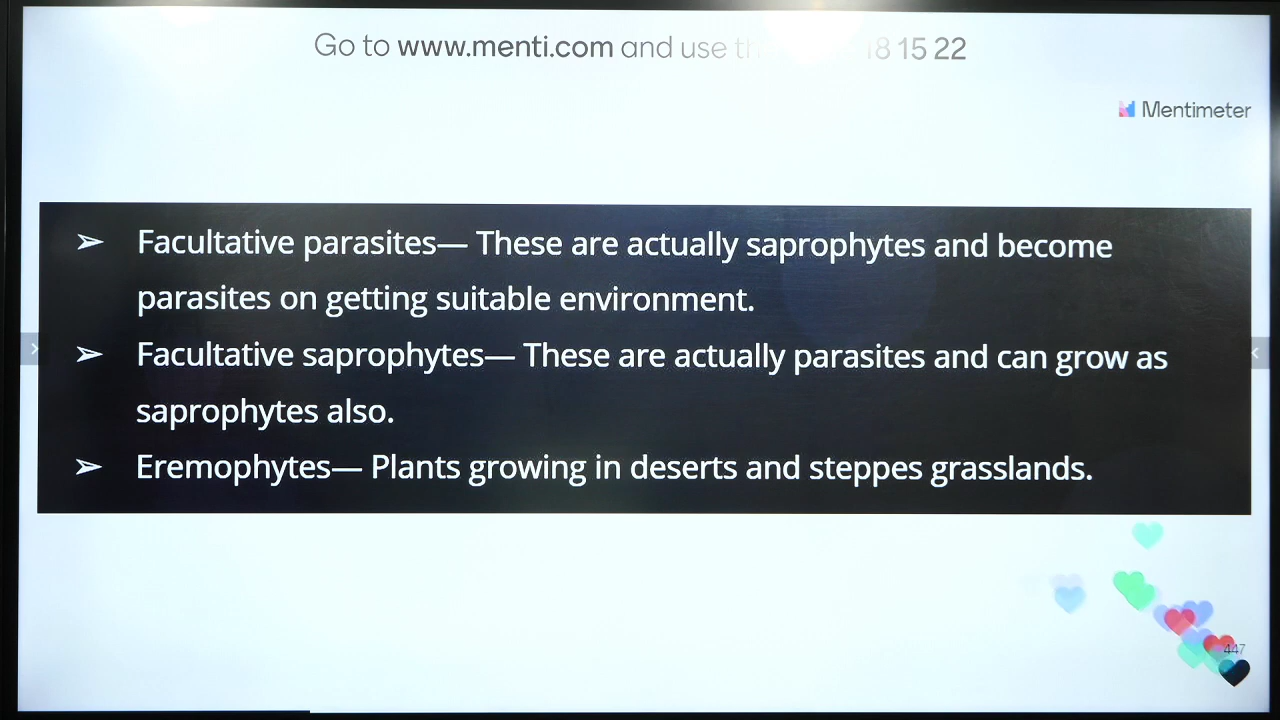 Go to www.menti.com and use 18 15 22
Mentimeter
➢ Facultative parasites— These are actually saprophytes and become
parasites on getting suitable environment.
➢ Facultative saprophytes— These are actually parasites and can grow as
saprophytes also.
➢ Eremophytes— Plants growing in deserts and steppes grasslands.
447